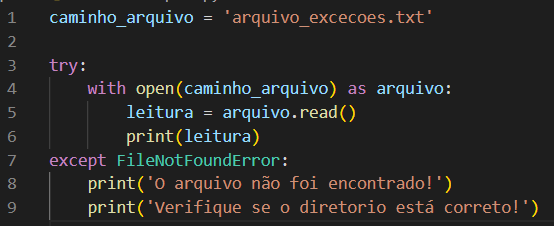 1 caminho_arquivo = 'arquivo_excecoes.txt'
2
3 try:
4     with open(caminho_arquivo) as arquivo:
5         leitura = arquivo.read()
6         print(leitura)
7 except FileNotFoundError:
8     print('O arquivo não foi encontrado!')
9     print('Verifique se o diretorio está correto!')